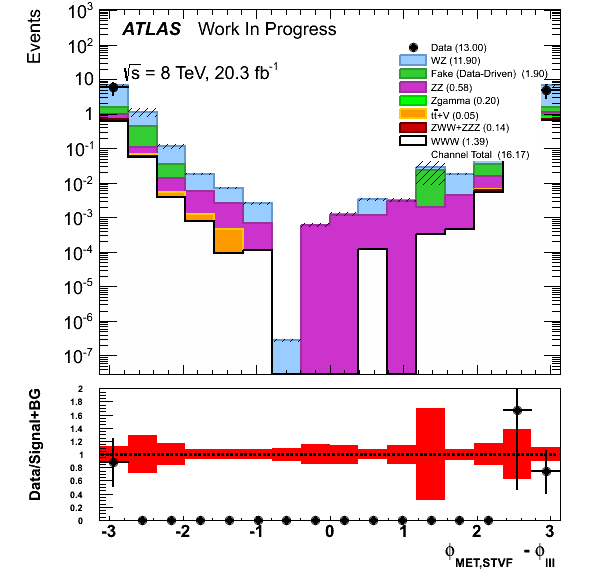 ATLAS Work In Progress
√s = 8 TeV, 20.3 fb⁻¹
Events
10³
10²
10
1
10⁻¹
10⁻²
10⁻³
10⁻⁴
10⁻⁵
10⁻⁶
10⁻⁷
Data (13.00)
WZ (11.90)
Fake (Data-Driven) (1.90)
ZZ (0.58)
Zgamma (0.20)
tt̄+V (0.05)
ZWW+ZZZ (0.14)
WWW (1.39)
Channel Total (16.17)
Data/Signal+BG
2
1.8
1.6
1.4
1.2
1
0.8
0.6
0.4
0.2
0
-3 -2 -1 0 1 2 3
ϕMET,STVF - ϕlll